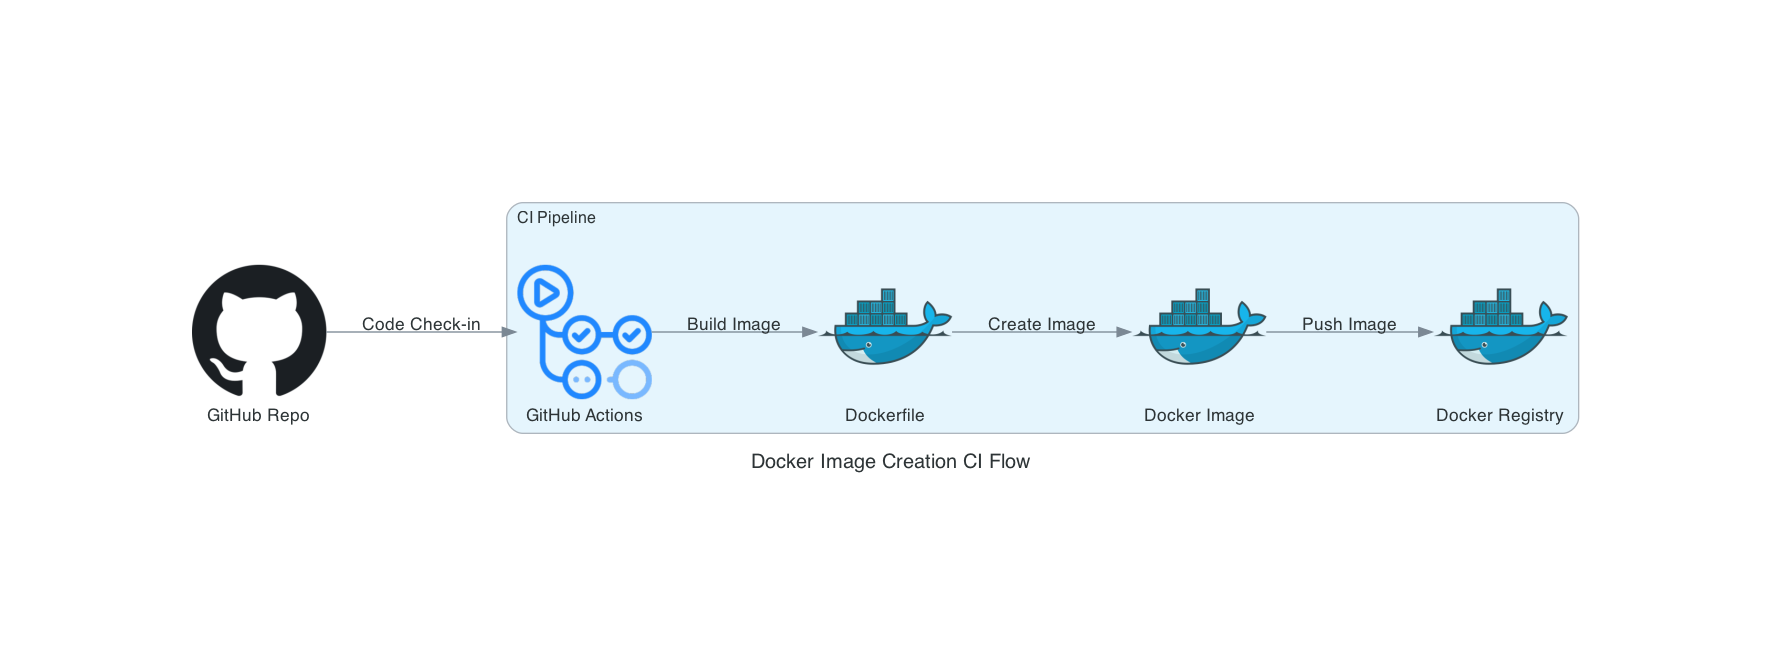 CI Pipeline
Code Check-in
Build Image
Create Image
Push Image
GitHub Repo
GitHub Actions
Dockerfile
Docker Image
Docker Registry
Docker Image Creation CI Flow